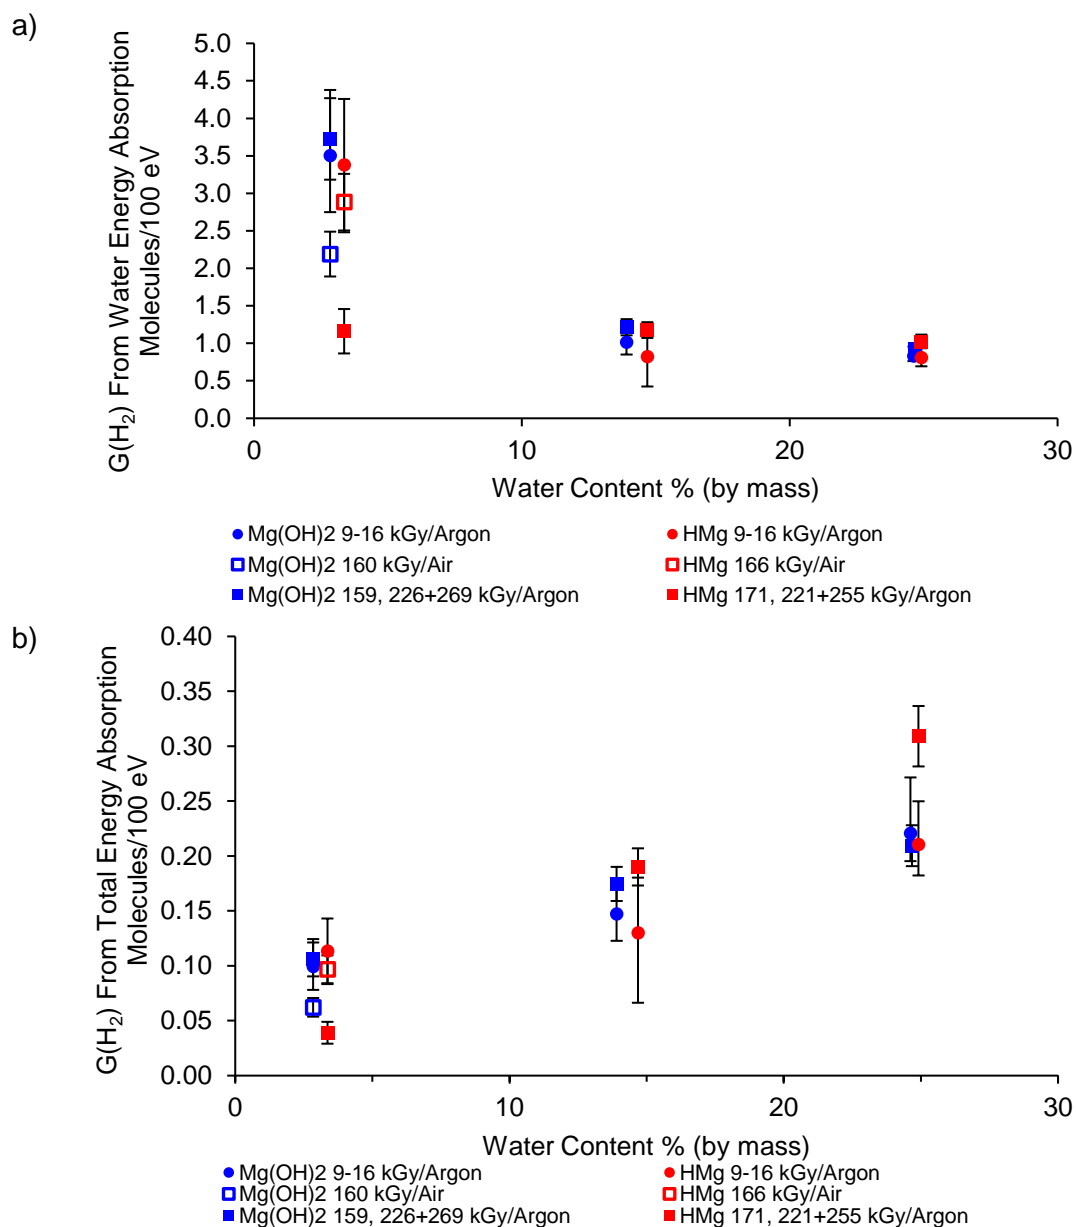 a)
G(H2) From Water Energy Absorption
Molecules/100 eV
5.0
4.5
4.0
3.5
3.0
2.5
2.0
1.5
1.0
0.5
0.0
0 10 20 30
Water Content % (by mass)
Mg(OH)2 9-16 kGy/Argon HMg 9-16 kGy/Argon
Mg(OH)2 160 kGy/Air HMg 166 kGy/Air
Mg(OH)2 159, 226+269 kGy/Argon HMg 171, 221+255 kGy/Argon
b)
G(H2) From Total Energy Absorption
Molecules/100 eV
0.40
0.35
0.30
0.25
0.20
0.15
0.10
0.05
0.00
0 10 20 30
Water Content % (by mass)
Mg(OH)2 9-16 kGy/Argon HMg 9-16 kGy/Argon
Mg(OH)2 160 kGy/Air HMg 166 kGy/Air
Mg(OH)2 159, 226+269 kGy/Argon HMg 171, 221+255 kGy/Argon